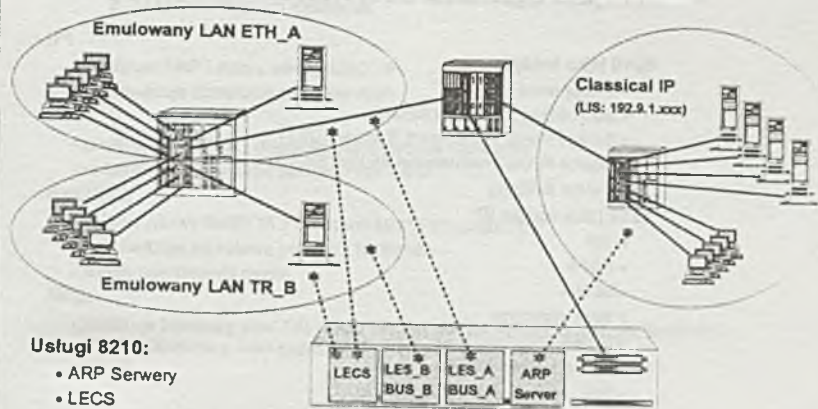 Emulowany LAN ETH_A
Classical IP
(LIS: 192.9.1.xxx)
Emulowany LAN TR_B
Usługi 8210:
• ARP Serwery
• LECS
LECS
LES_B
BUS_B
LES_A
BUS_A
ARP
Server